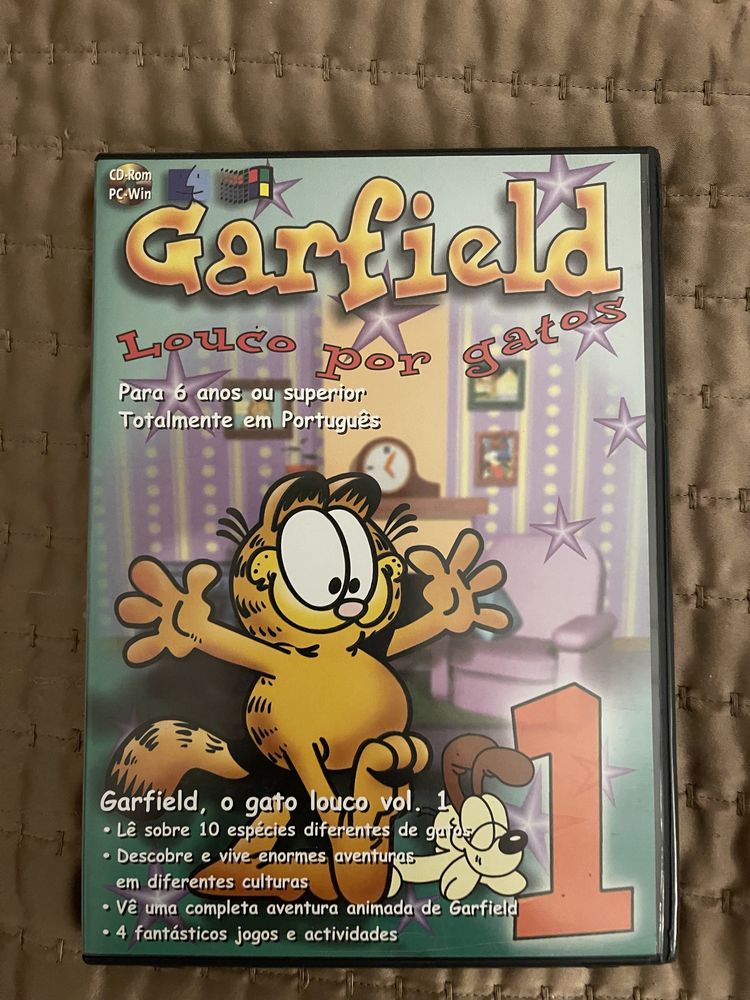 CD-Rom
PC-Win
Garfield
Louco por gatos
Para 6 anos ou superior
Totalmente em Português
1
Garfield, o gato louco vol. 1
• Lê sobre 10 espécies diferentes de gatos
• Descobre e vive enormes aventuras
em diferentes culturas
• Vê uma completa aventura animada de Garfield
• 4 fantásticos jogos e actividades